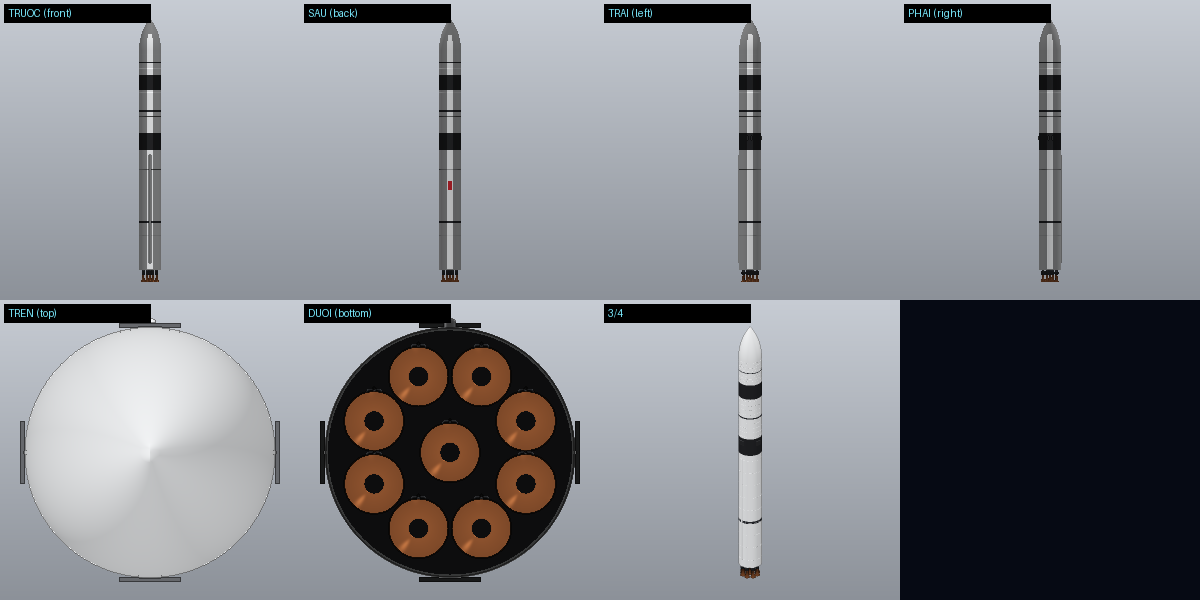 TRUOC (front)
SAU (back)
TRAI (left)
PHAI (right)
TREN (top)
DUOI (bottom)
3/4